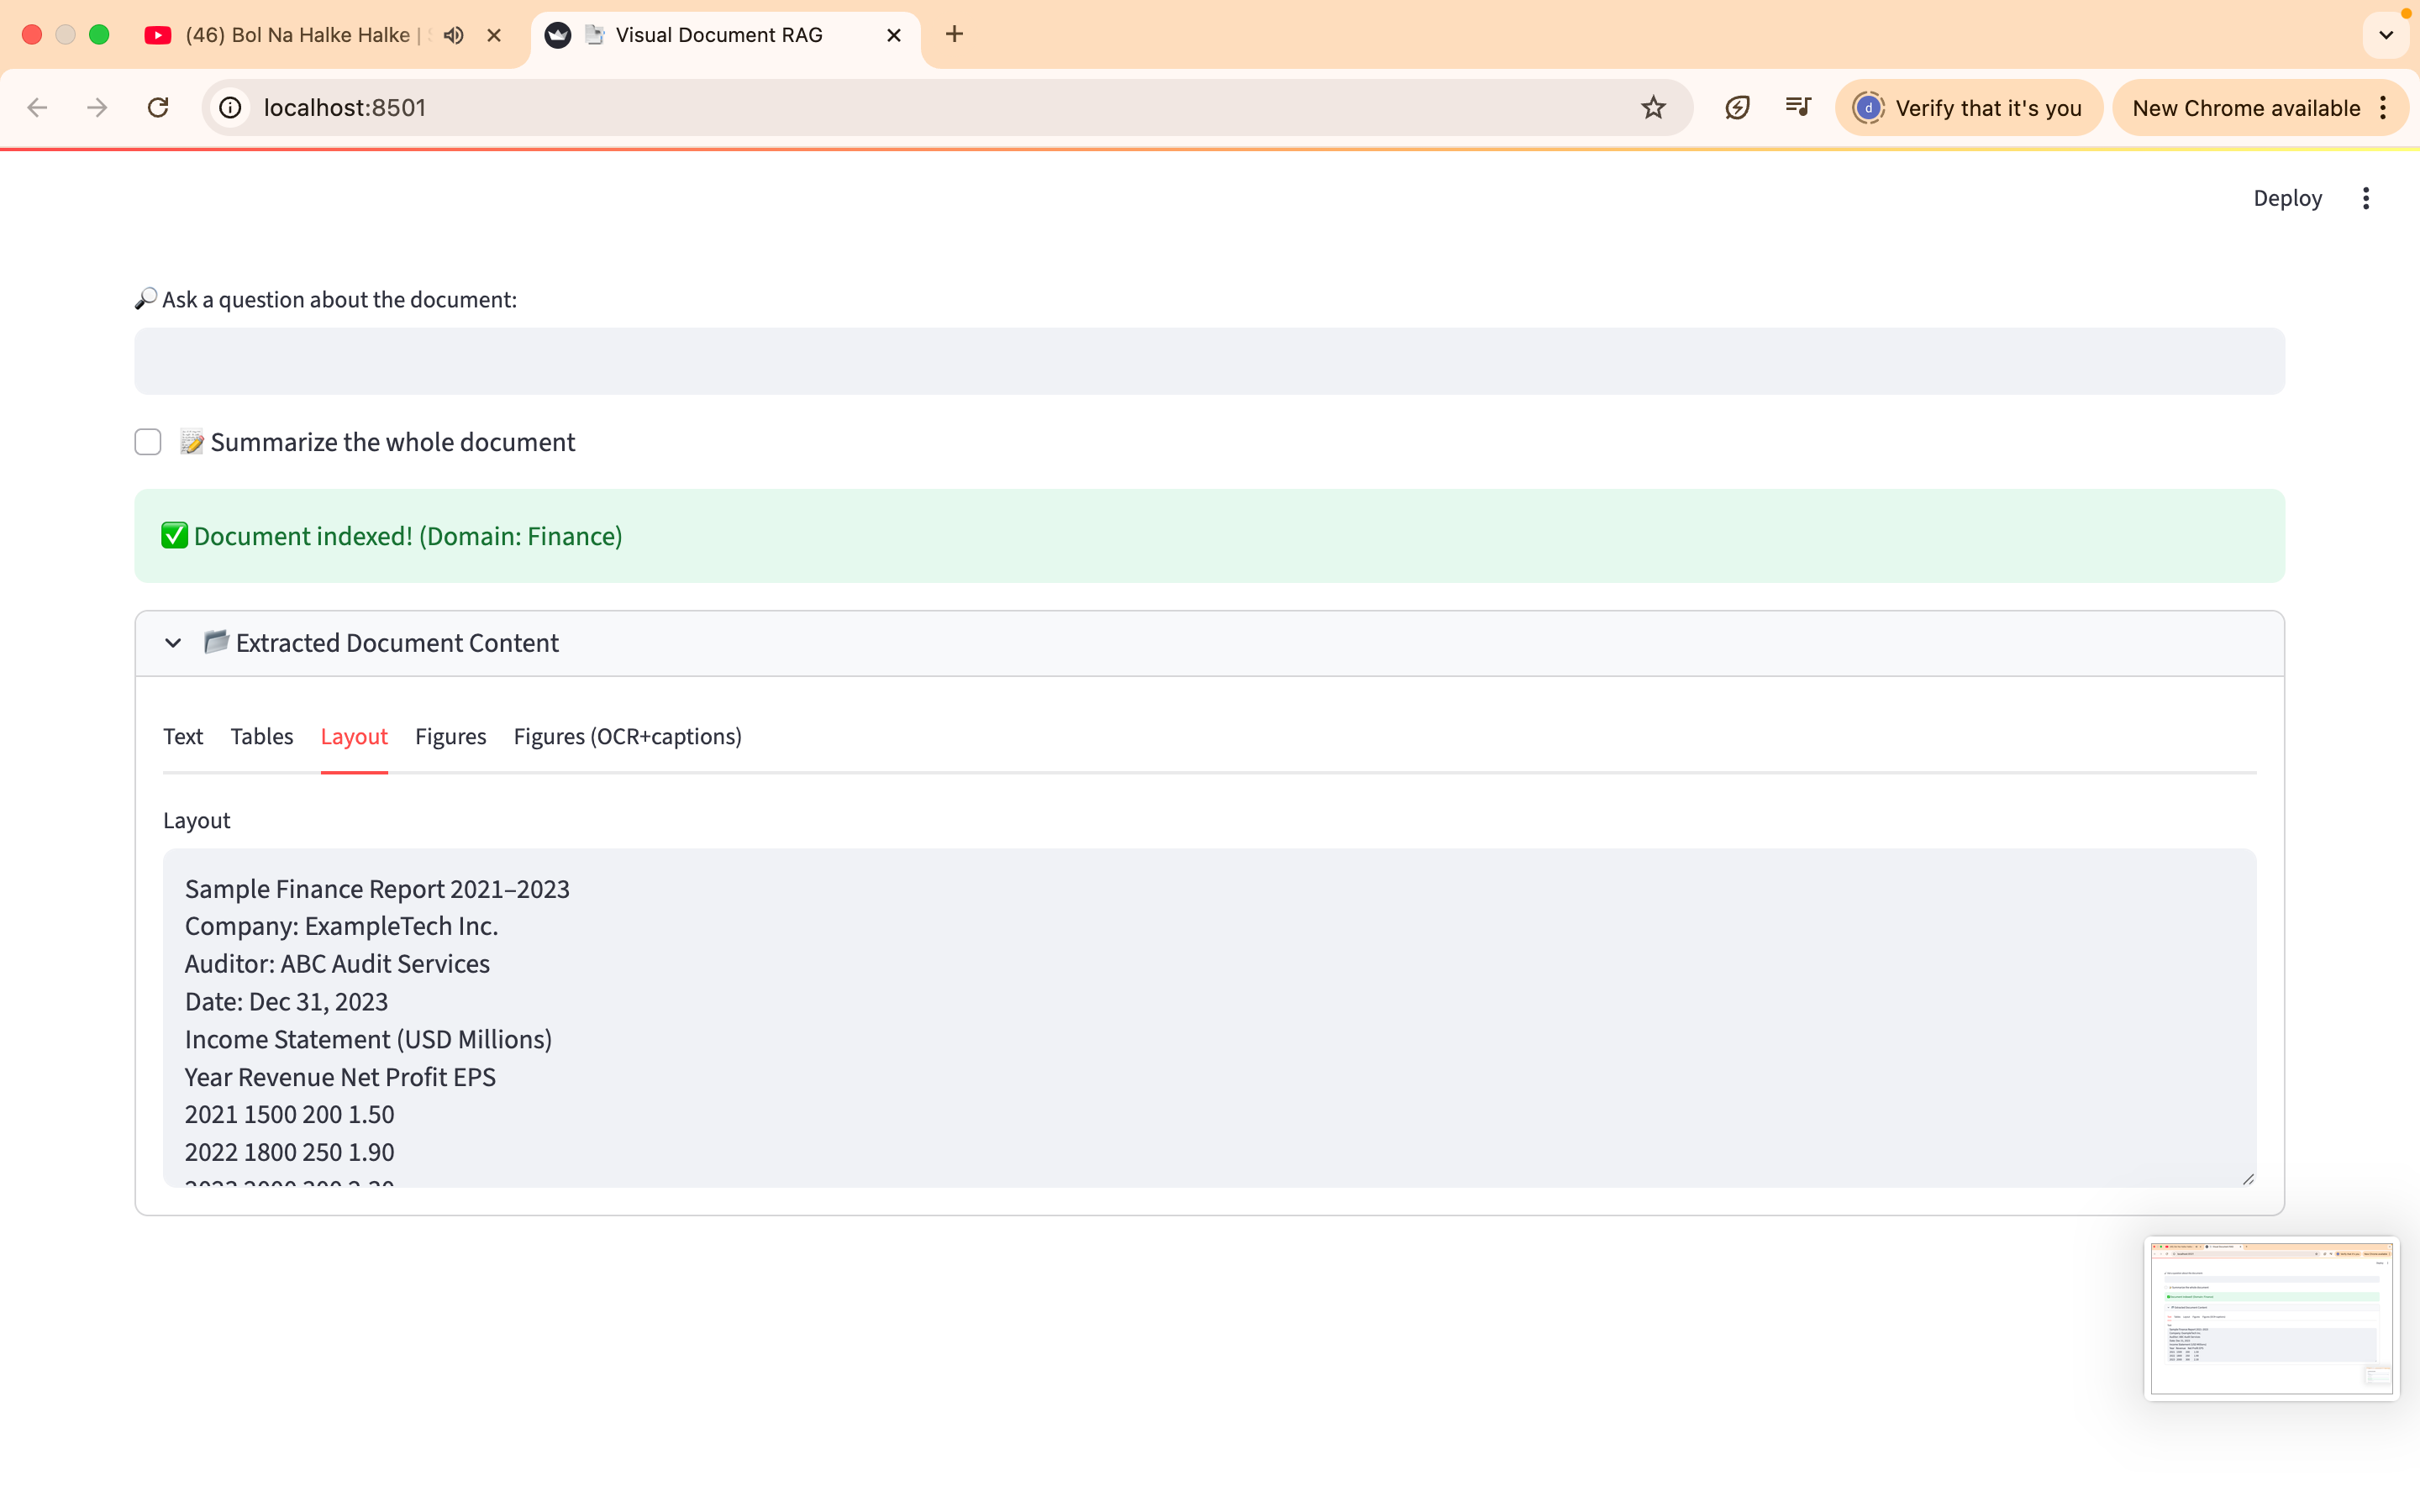 (46) Bol Na Halke Halke |
Visual Document RAG
localhost:8501
d
Verify that it's you
New Chrome available
Deploy
Ask a question about the document:
Summarize the whole document
Document indexed! (Domain: Finance)
Extracted Document Content
Text Tables Layout Figures Figures (OCR+captions)
Layout
Sample Finance Report 2021–2023
Company: ExampleTech Inc.
Auditor: ABC Audit Services
Date: Dec 31, 2023
Income Statement (USD Millions)
Year Revenue Net Profit EPS
2021 1500 200 1.50
2022 1800 250 1.90